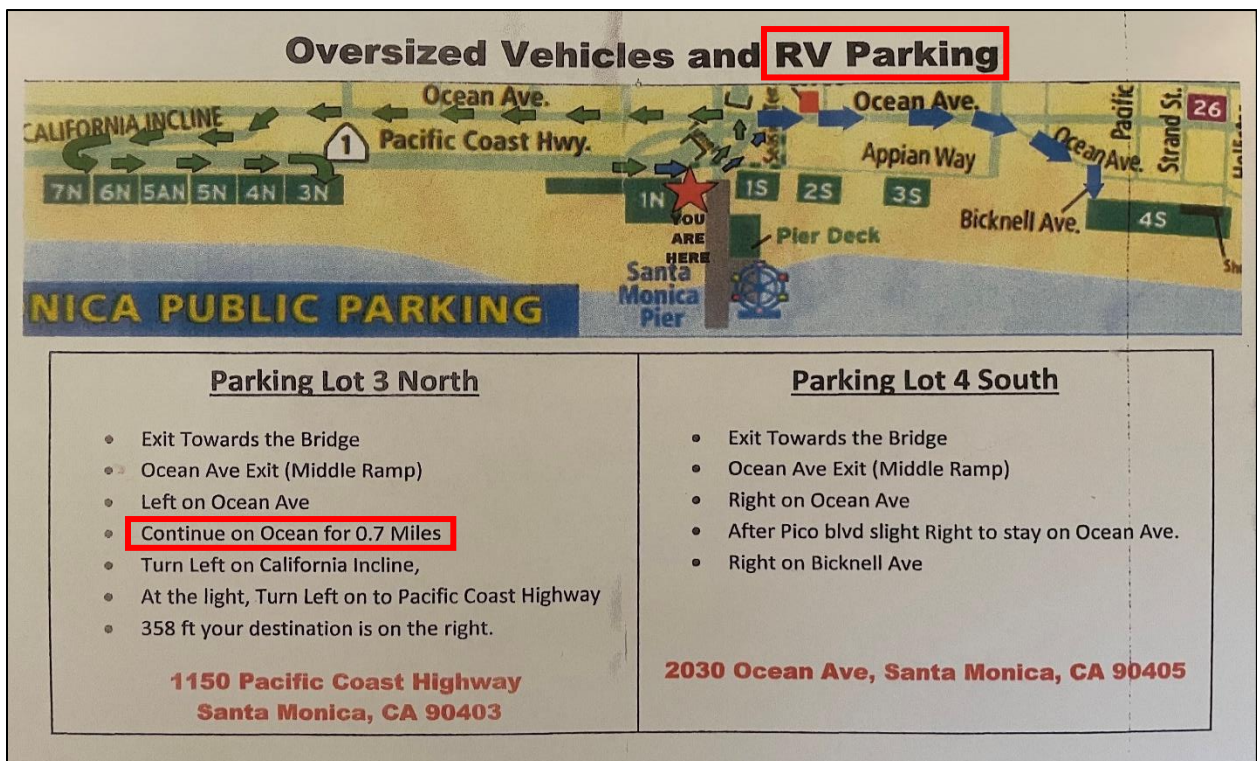 Oversized Vehicles and RV Parking
Ocean Ave.
Ocean Ave.
Pacific
Strand St.
26
CALIFORNIA INCLINE
1
Pacific Coast Hwy.
Appian Way
Ocean Ave.
7N 6N 5AN 5N 4N 3N
1N
1S
2S
3S
4S
YOU
ARE
HERE
Pier Deck
Bicknell Ave.
Santa
Monica
Pier
NICA PUBLIC PARKING
Parking Lot 3 North
Exit Towards the Bridge
Ocean Ave Exit (Middle Ramp)
Left on Ocean Ave
Continue on Ocean for 0.7 Miles
Turn Left on California Incline,
At the light, Turn Left on to Pacific Coast Highway
358 ft your destination is on the right.
1150 Pacific Coast Highway
Santa Monica, CA 90403
Parking Lot 4 South
Exit Towards the Bridge
Ocean Ave Exit (Middle Ramp)
Right on Ocean Ave
After Pico blvd slight Right to stay on Ocean Ave.
Right on Bicknell Ave
2030 Ocean Ave, Santa Monica, CA 90405